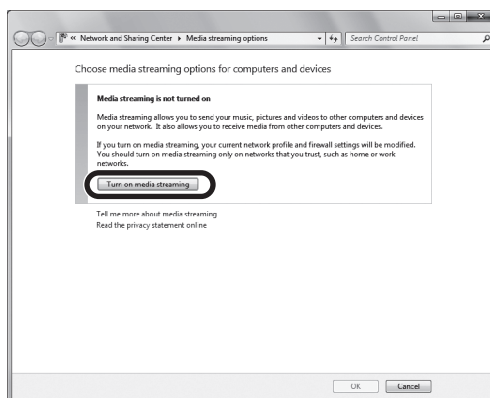 « Network and Sharing Center ▸ Media streaming options
Search Control Panel
Choose media streaming options for computers and devices
Media streaming is not turned on
Media streaming allows you to send your music, pictures and videos to other computers and devices
on your network. It also allows you to receive media from other computers and devices.
If you turn on media streaming, your current network profile and firewall settings will be modified.
You should turn on media streaming only on networks that you trust, such as home or work
networks.
Turn on media streaming
Tell me more about media streaming
Read the privacy statement online
OK
Cancel